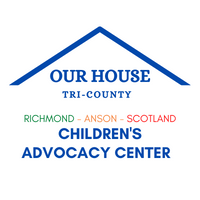 OUR HOUSE
TRI-COUNTY
RICHMOND - ANSON - SCOTLAND
CHILDREN'S
ADVOCACY CENTER